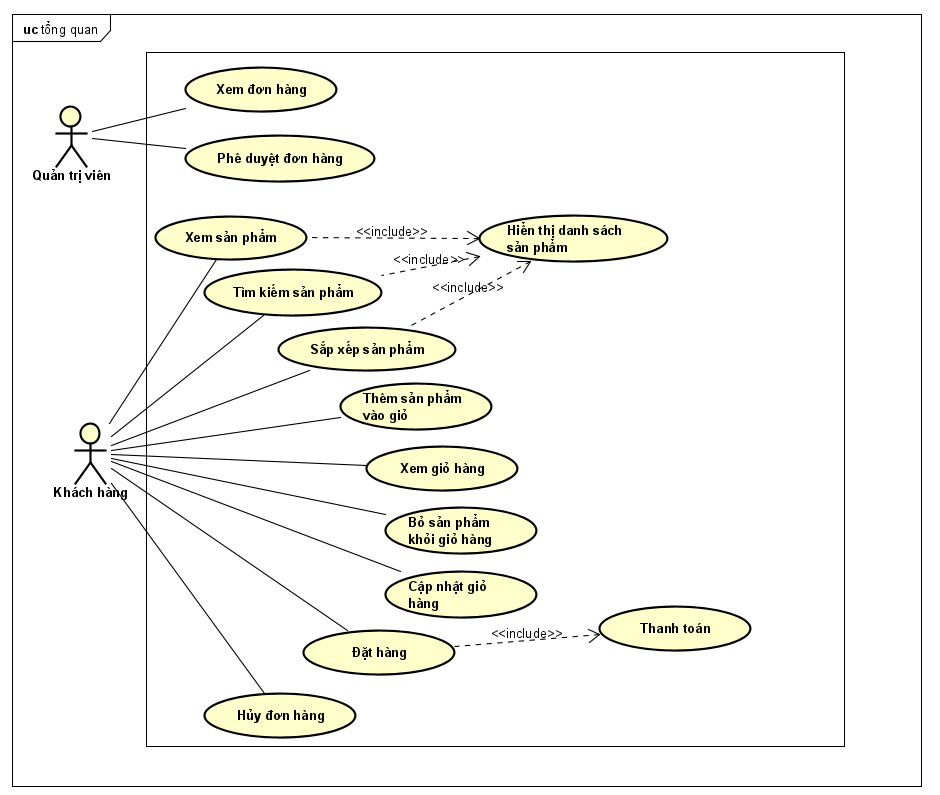 uc tổng quan
Xem đơn hàng
Quản trị viên
Phê duyệt đơn hàng
Xem sản phẩm
<<include>>
Hiển thị danh sách
sản phẩm
<<include>>
Tìm kiếm sản phẩm
<<include>>
Sắp xếp sản phẩm
Thêm sản phẩm
vào giỏ
Xem giỏ hàng
Khách hàng
Bỏ sản phẩm
khỏi giỏ hàng
Cập nhật giỏ
hàng
<<include>>
Thanh toán
Đặt hàng
Hủy đơn hàng